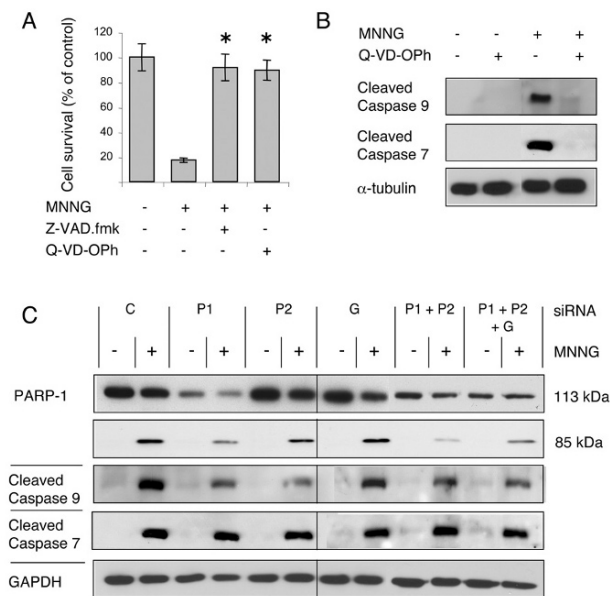 A
Cell survival (% of control)
120
100
80
60
40
20
* *
MNNG - + + +
Z-VAD.fmk - - + -
Q-VD-OPh - - - +
B
MNNG - - + +
Q-VD-OPh - + - +
Cleaved
Caspase 9
Cleaved
Caspase 7
α-tubulin
C
C P1 P2 G P1 + P2 P1 + P2
+ G
siRNA
- + - + - + - + - + - + MNNG
PARP-1 113 kDa
85 kDa
Cleaved
Caspase 9
Cleaved
Caspase 7
GAPDH